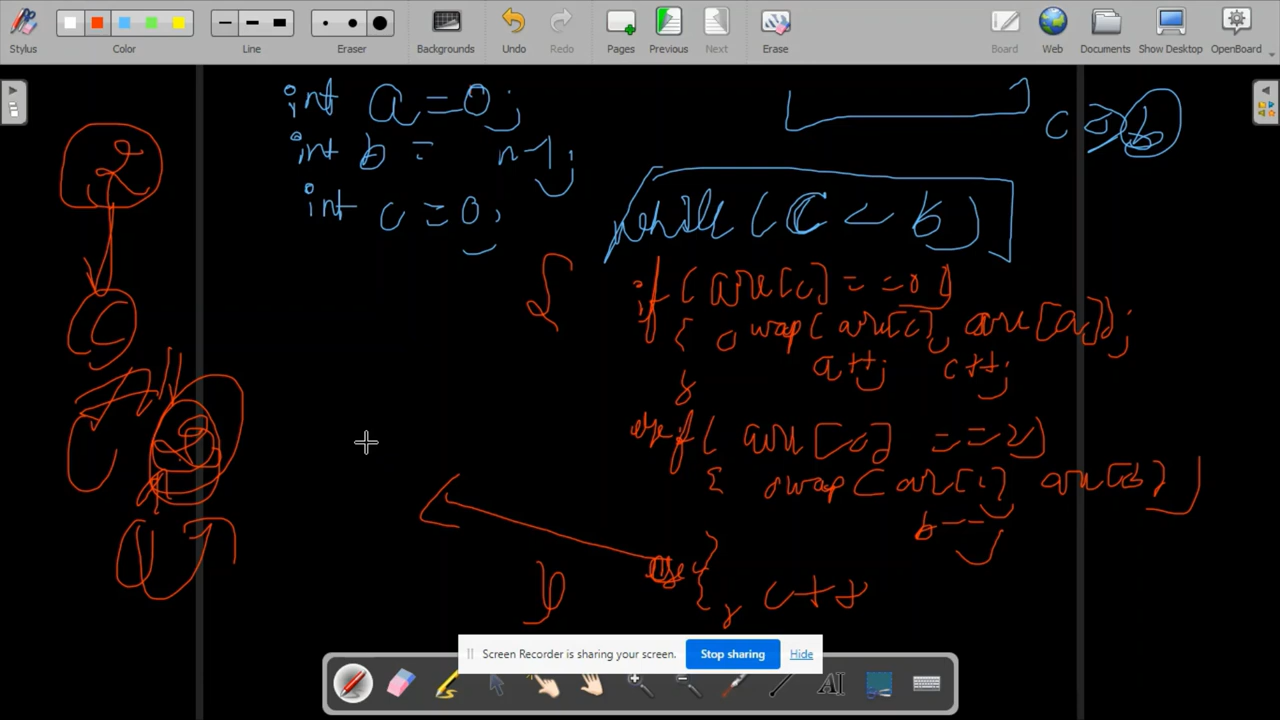 Stylus Color Line Eraser Backgrounds Undo Redo Pages Previous Next Erase Board Web Documents Show Desktop OpenBoard
int a = 0;
int b = n-1;
int c = 0;
c > b
while (c < b)
2
{
if (arr[c] == 0)
{ swap(arr[c], arr[a]);
a++; c++;
}
else if (arr[c] == 2)
{ swap(arr[c], arr[b])
b--;
}
else { c++
}
}
Screen Recorder is sharing your screen. Stop sharing Hide
AI